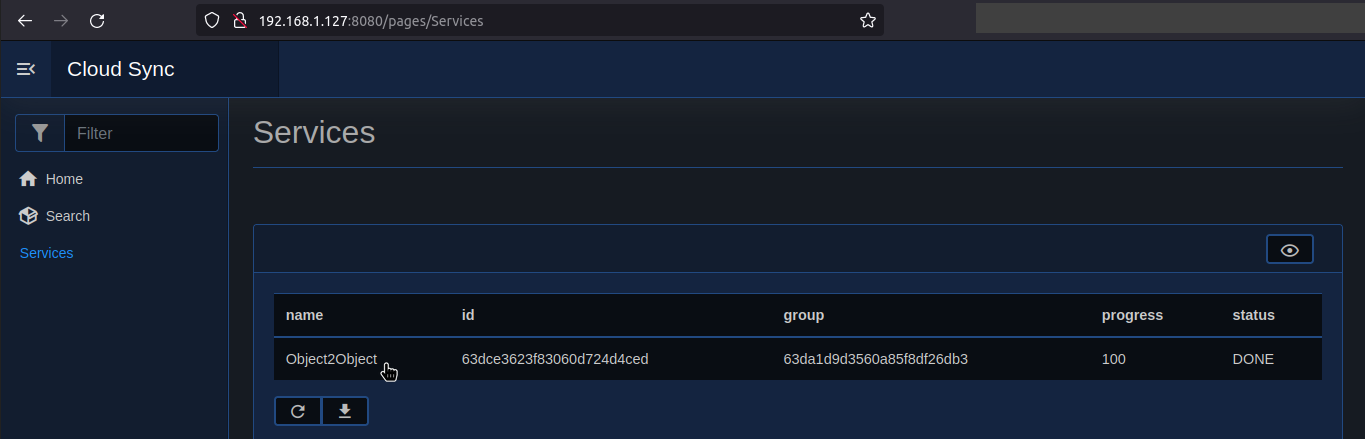 192.168.1.127:8080/pages/Services
Cloud Sync
Filter
Home
Search
Services
Services
name id group progress status
Object2Object 63dce3623f83060d724d4ced 63da1d9d3560a85f8df26db3 100 DONE